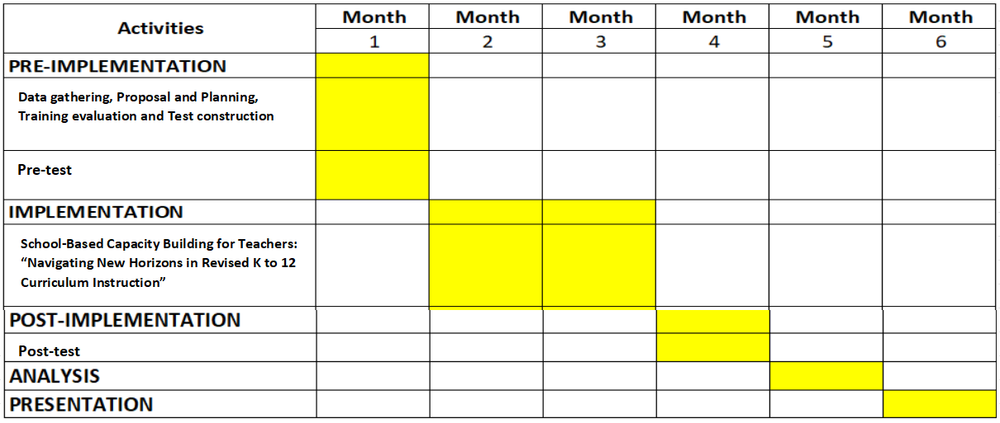 Activities
Month Month Month Month Month Month
1 2 3 4 5 6
PRE-IMPLEMENTATION
Data gathering, Proposal and Planning,
Training evaluation and Test construction
Pre-test
IMPLEMENTATION
School-Based Capacity Building for Teachers:
“Navigating New Horizons in Revised K to 12
Curriculum Instruction”
POST-IMPLEMENTATION
Post-test
ANALYSIS
PRESENTATION